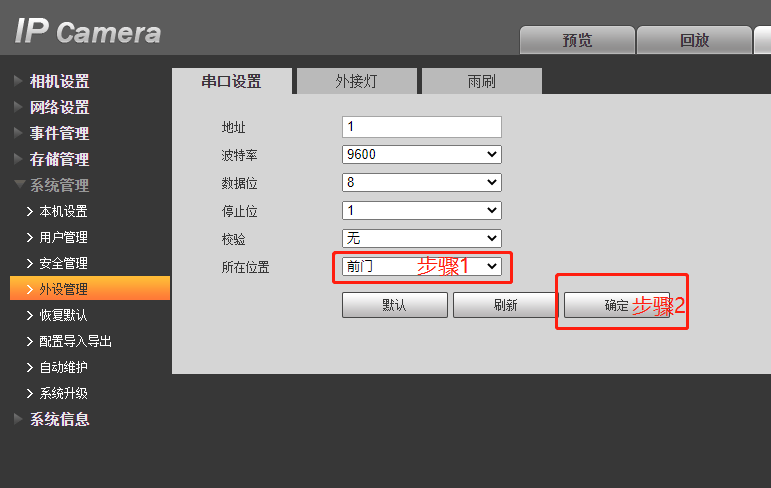 IP Camera
预览
回放
相机设置
网络设置
事件管理
存储管理
系统管理
本机设置
用户管理
安全管理
外设管理
恢复默认
配置导入导出
自动维护
系统升级
系统信息
串口设置
外接灯
雨刷
地址 1
波特率 9600
数据位 8
停止位 1
校验 无
所在位置 前门 步骤1
默认 刷新 确定 步骤2